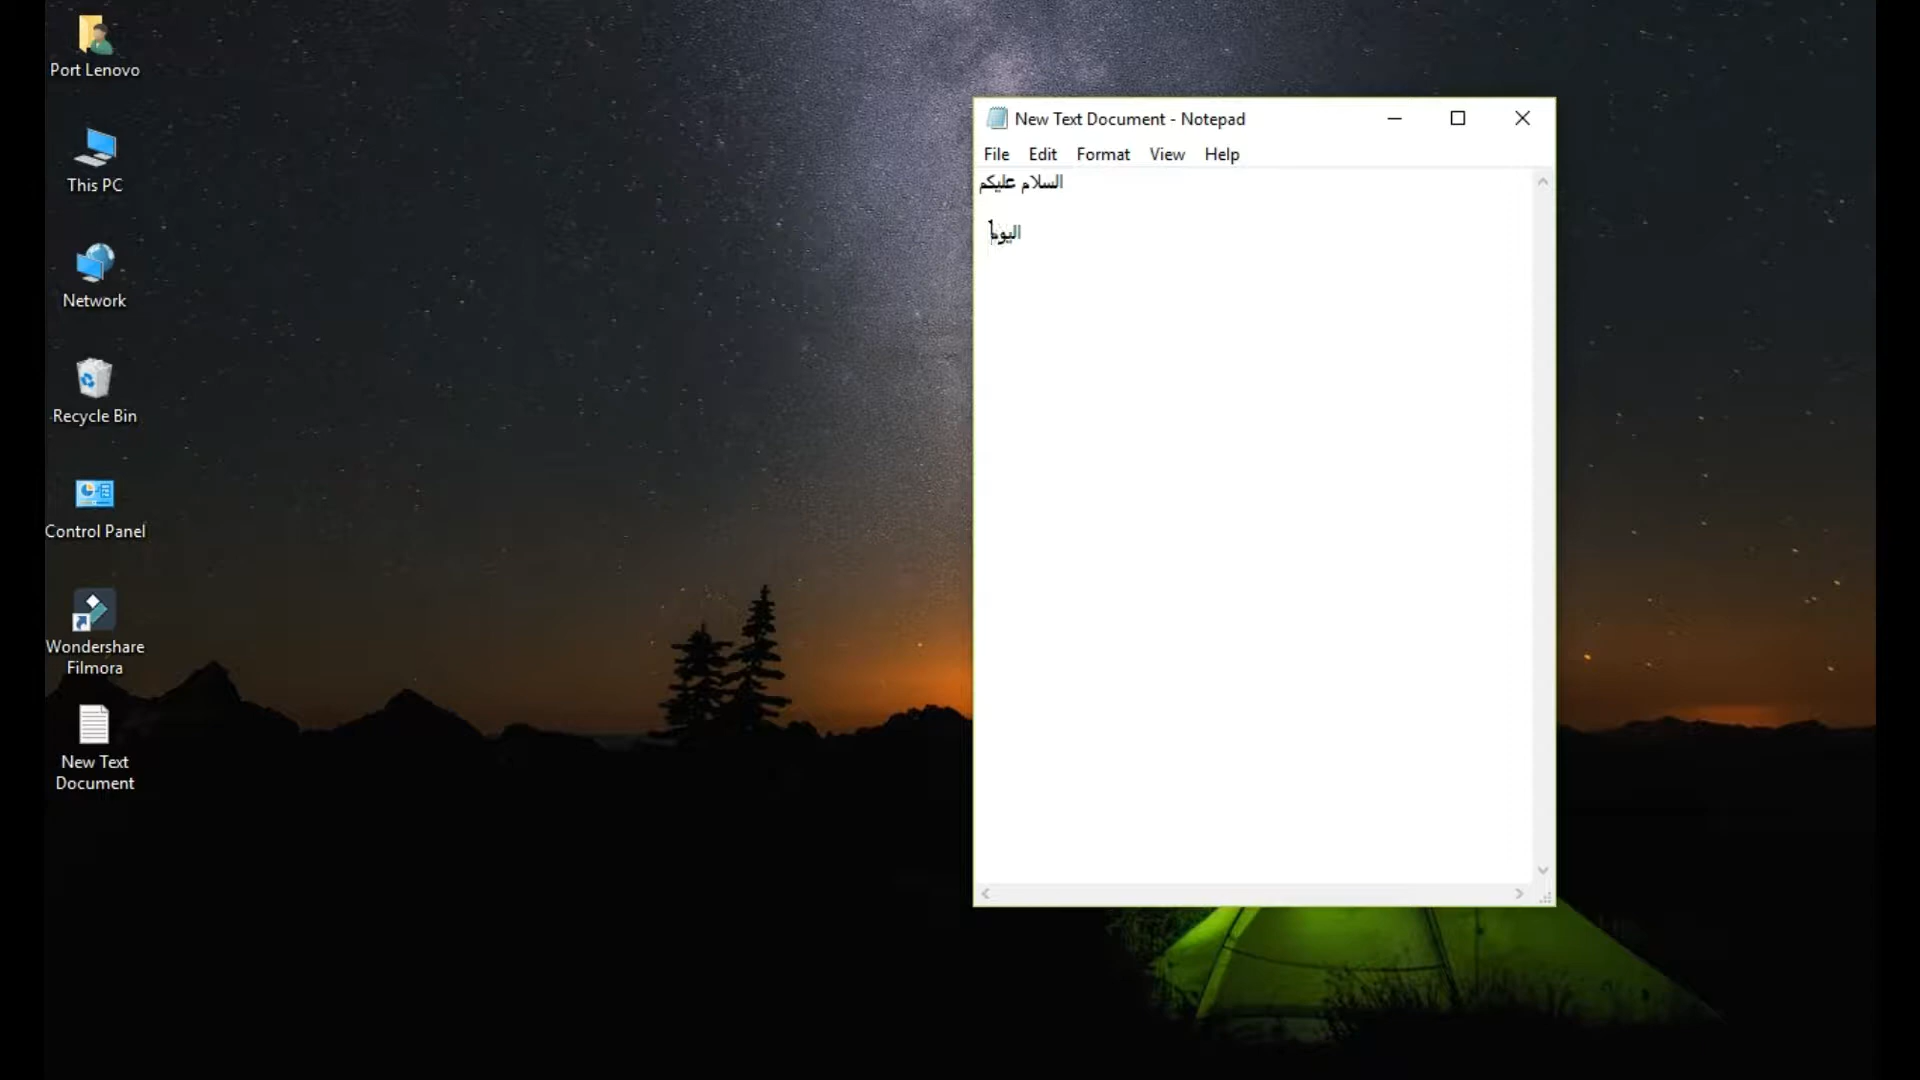 Port Lenovo
This PC
Network
Recycle Bin
Control Panel
Wondershare
Filmora
New Text
Document
New Text Document - Notepad
File Edit Format View Help
السلام عليكم
اليوم